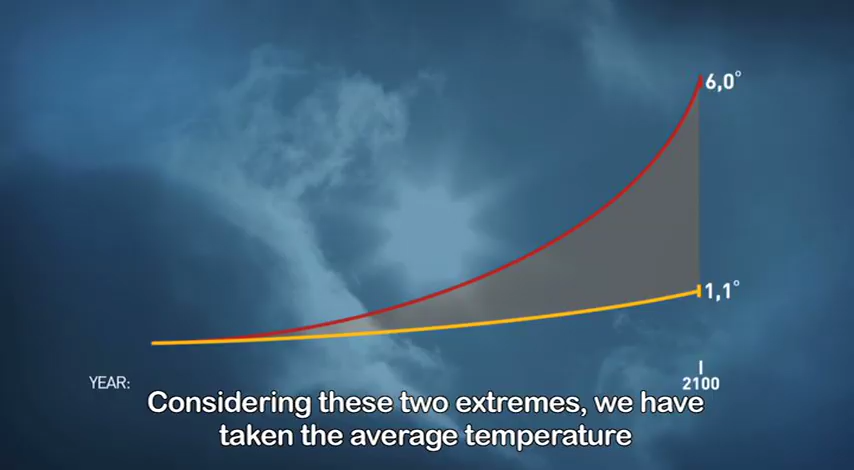 6,0°
1,1°
YEAR:
2100
Considering these two extremes, we have
taken the average temperature